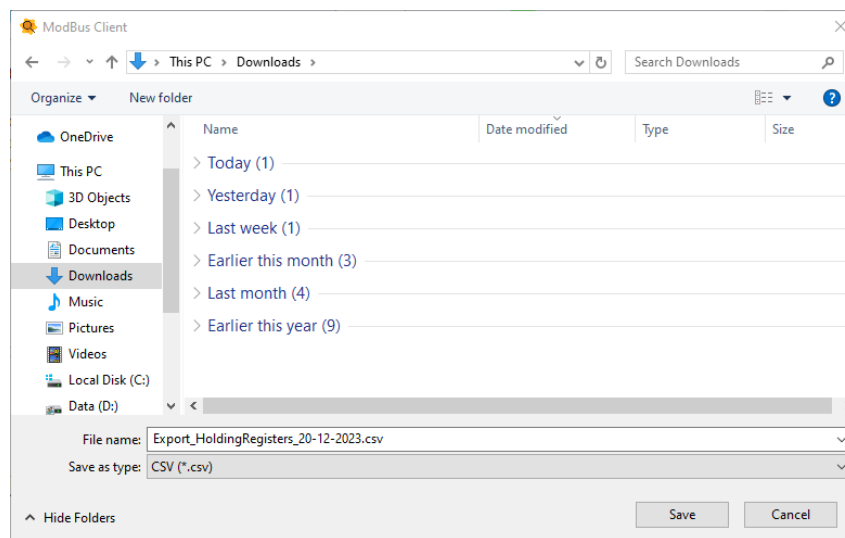 ModBus Client
This PC > Downloads >
Search Downloads
Organize
New folder
Name
Date modified
Type
Size
OneDrive
This PC
3D Objects
Desktop
Documents
Downloads
Music
Pictures
Videos
Local Disk (C:)
Data (D:)
Today (1)
Yesterday (1)
Last week (1)
Earlier this month (3)
Last month (4)
Earlier this year (9)
File name: Export_HoldingRegisters_20-12-2023.csv
Save as type: CSV (*.csv)
Hide Folders
Save
Cancel